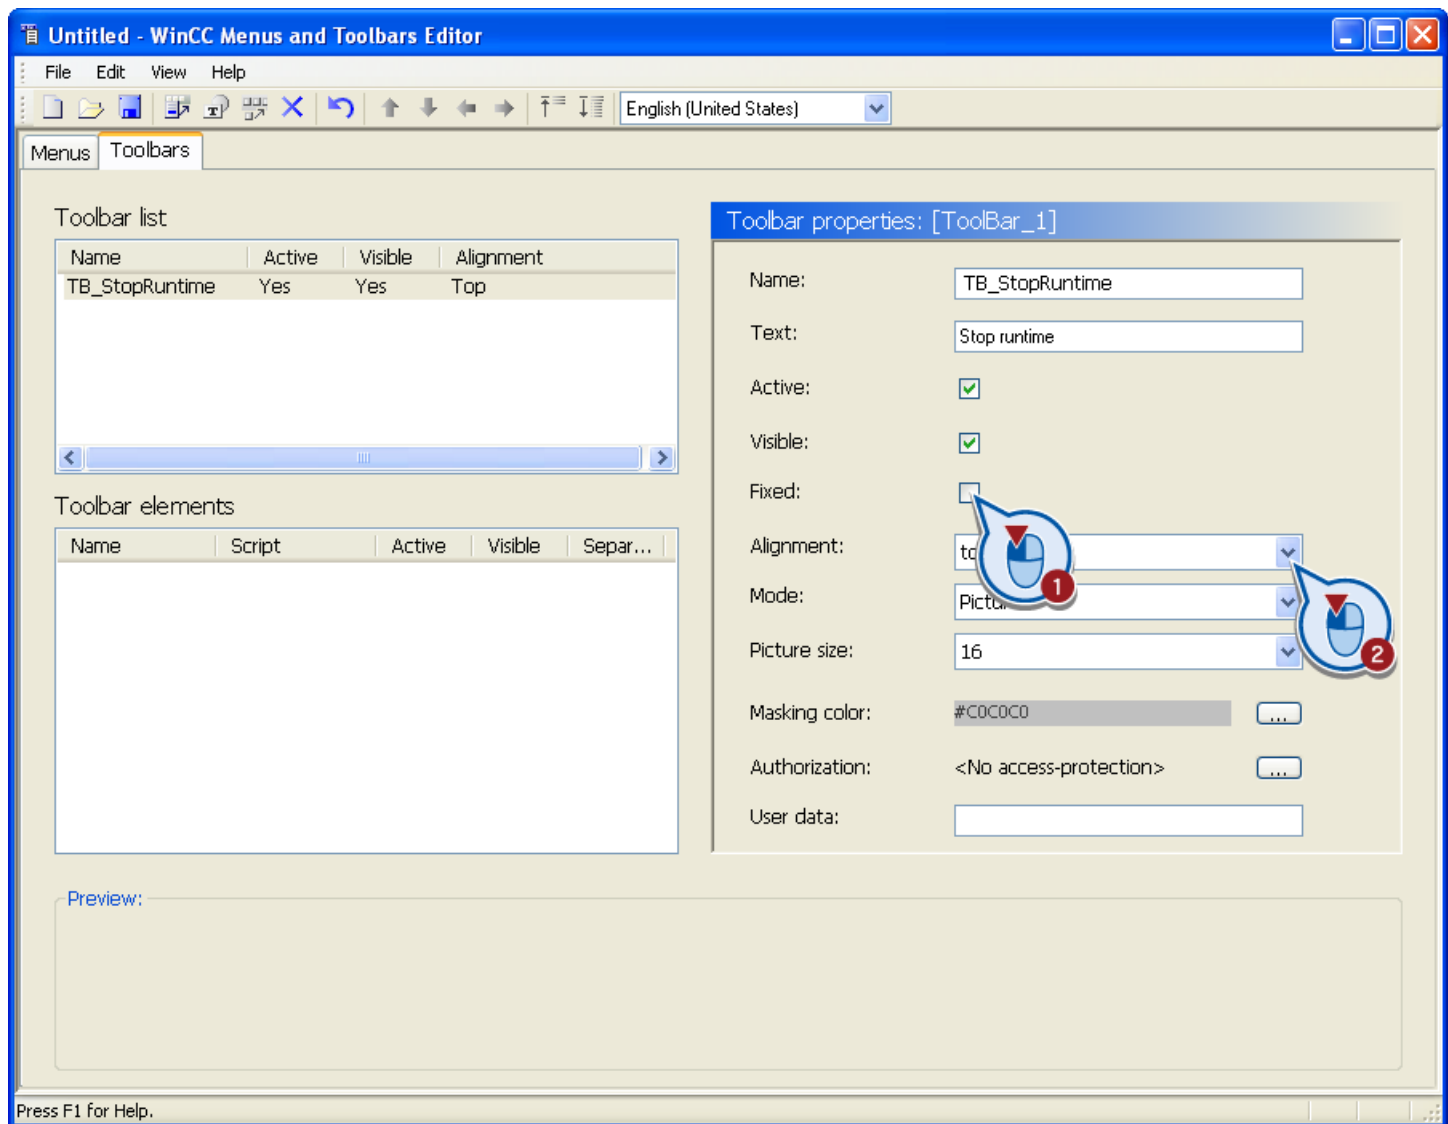 Untitled - WinCC Menus and Toolbars Editor
File Edit View Help
English (United States)
Menus Toolbars
Toolbar list
Name Active Visible Alignment
TB_StopRuntime Yes Yes Top
Toolbar elements
Name Script Active Visible Separ...
Toolbar properties: [ToolBar_1]
Name: TB_StopRuntime
Text: Stop runtime
Active:
Visible:
Fixed:
Alignment:
1
Mode:
Picture size: 16
2
Masking color: #C0C0C0 ...
Authorization: <No access-protection> ...
User data:
Preview:
Press F1 for Help.